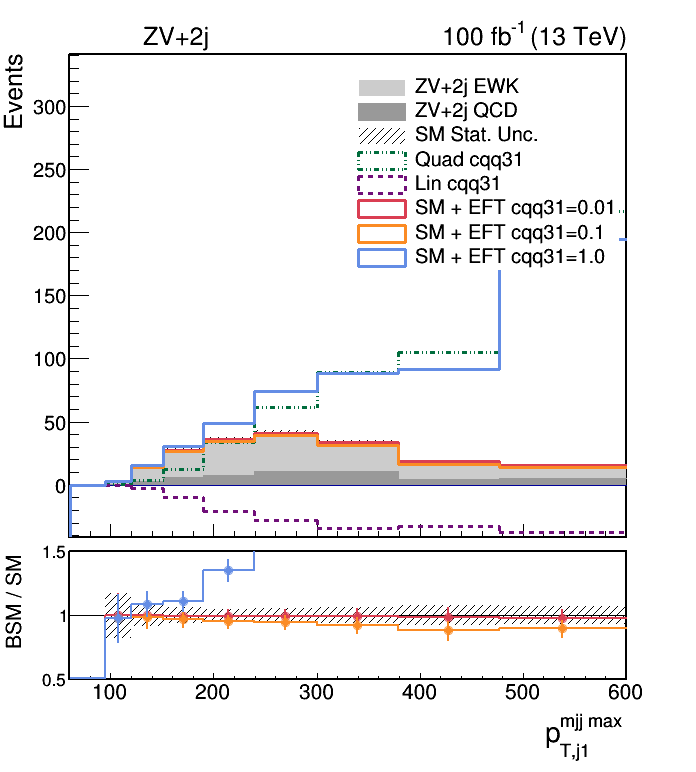 ZV+2j 100 fb-1 (13 TeV)
Events
300
250
200
150
100
50
0
ZV+2j EWK
ZV+2j QCD
SM Stat. Unc.
Quad cqq31
Lin cqq31
SM + EFT cqq31=0.01
SM + EFT cqq31=0.1
SM + EFT cqq31=1.0
BSM / SM
1.5
1
0.5
100 200 300 400 500 600
p T,j1 mjj max